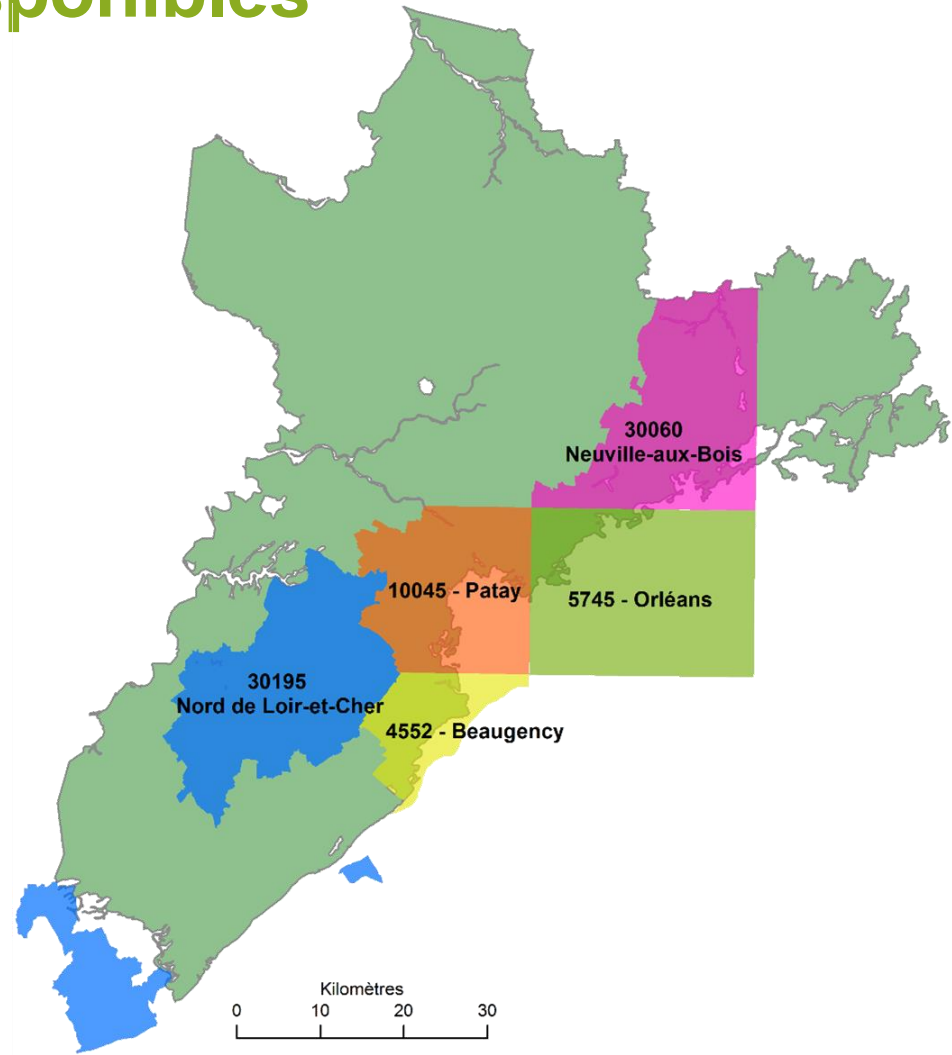 30060
Neuville-aux-Bois
10045 - Patay
5745 - Orléans
30195
Nord de Loir-et-Cher
4552 - Beaugency
Kilomètres
0 10 20 30